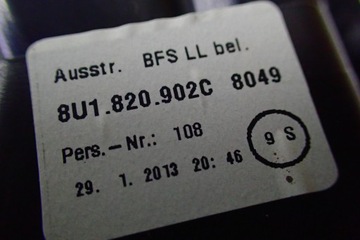 Ausstr. BFS LL bel.
8U1.820.902C 8049
Pers.-Nr.: 108
9 S
29. 1. 2013 20: 46